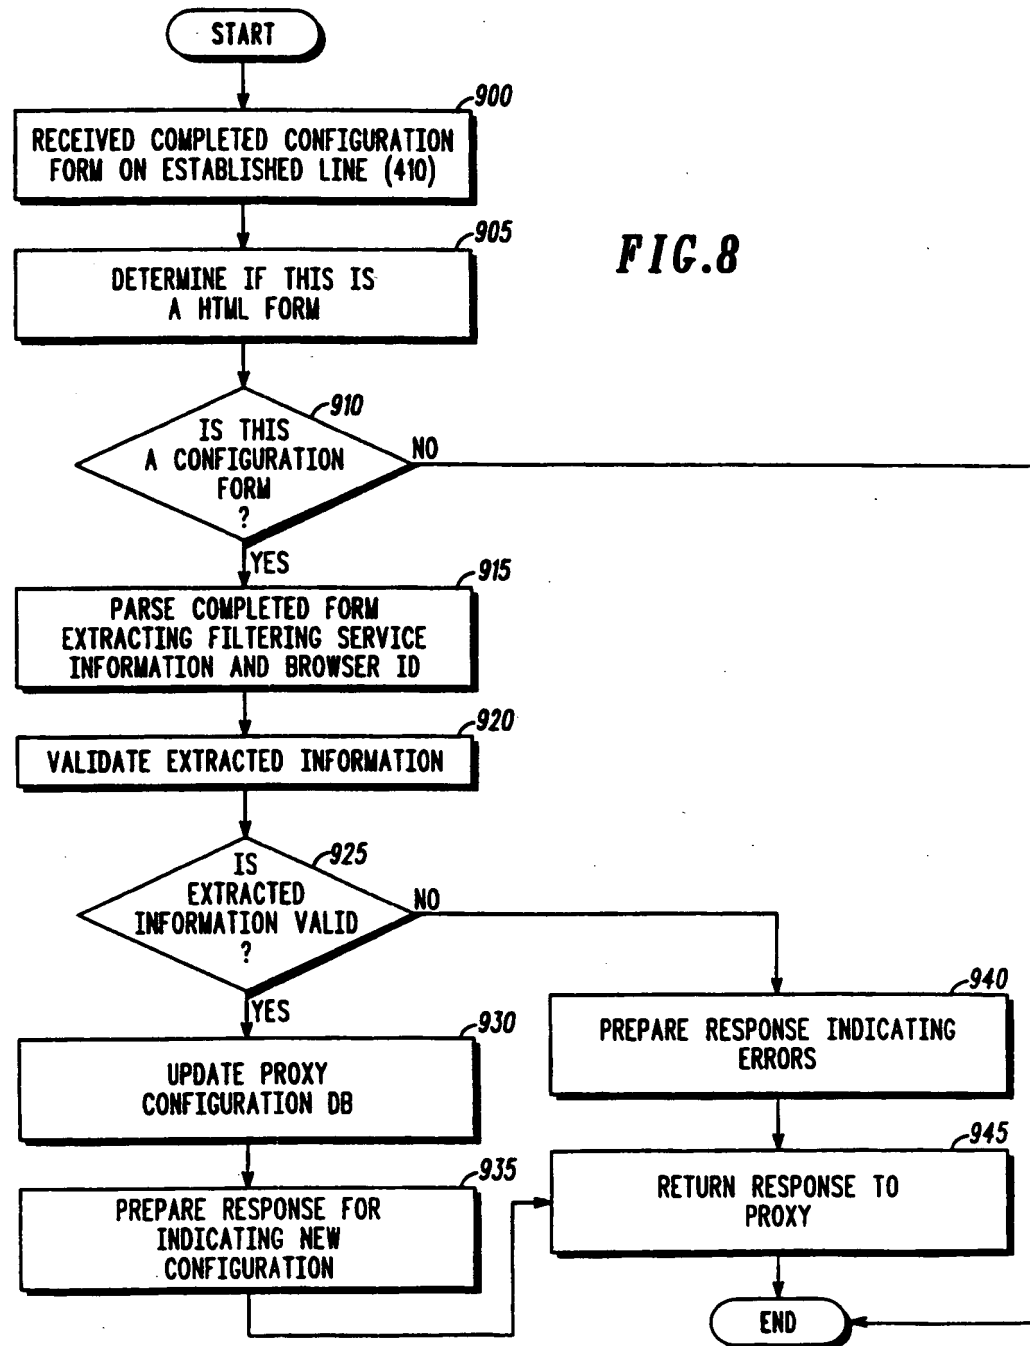 START
900
RECEIVED COMPLETED CONFIGURATION
FORM ON ESTABLISHED LINE (410)
905
DETERMINE IF THIS IS
A HTML FORM
FIG.8
910
IS THIS
A CONFIGURATION
FORM
?
NO
YES
915
PARSE COMPLETED FORM
EXTRACTING FILTERING SERVICE
INFORMATION AND BROWSER ID
920
VALIDATE EXTRACTED INFORMATION
925
IS
EXTRACTED
INFORMATION VALID
?
NO
YES
930
UPDATE PROXY
CONFIGURATION DB
935
PREPARE RESPONSE FOR
INDICATING NEW
CONFIGURATION
940
PREPARE RESPONSE INDICATING
ERRORS
945
RETURN RESPONSE TO
PROXY
END